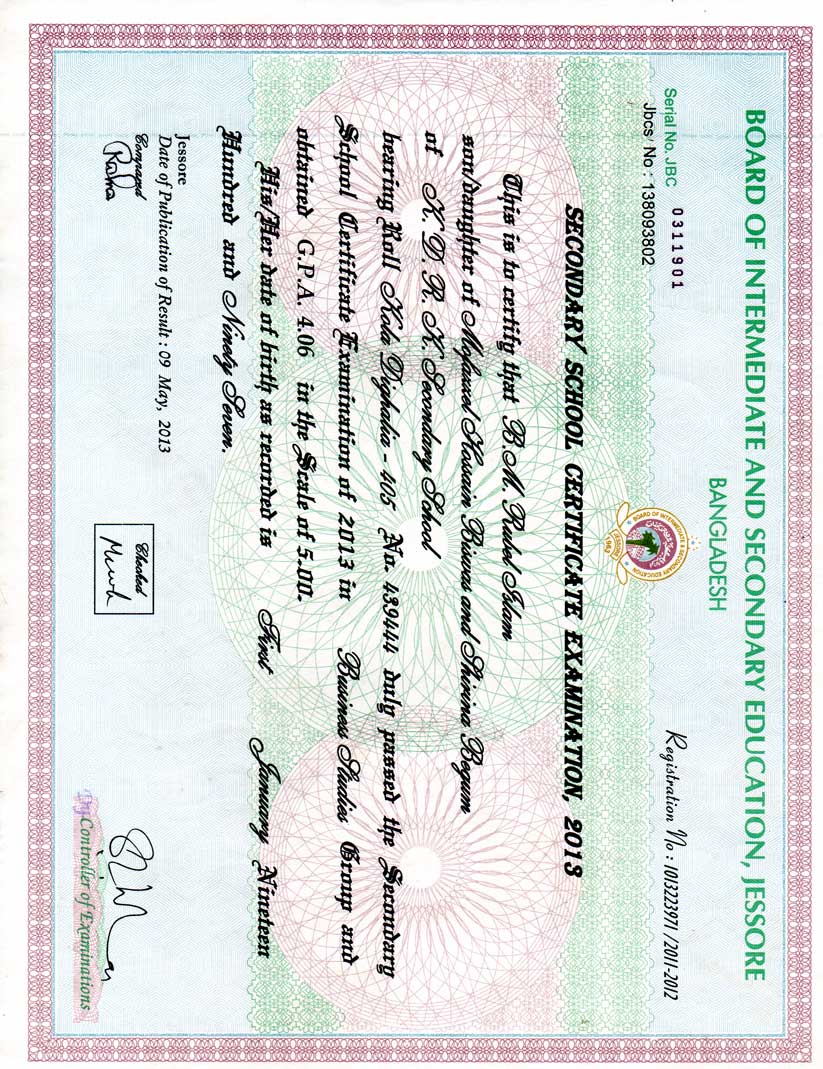 BOARD OF INTERMEDIATE AND SECONDARY EDUCATION, JESSORE
BANGLADESH
Serial No. JBC 0311901
Registration No : 1013223971 /2011-2012
Jbcs No : 138093802
BOARD OF INTERMEDIATE & SECONDARY EDUCATION
JESSORE
SECONDARY SCHOOL CERTIFICATE EXAMINATION, 2013
This is to certify that B.M. Rubel Islam
son/daughter of Mofazzel Hossain Biswas and Shirina Begum
of K. D. R. K. Secondary School
bearing Roll Kola Dighalia - 405 No. 439444 duly passed the Secondary
School Certificate Examination of 2013 in Business Studies Group and
obtained G.P.A. 4.06 in the Scale of 5.00.
His/Her date of birth as recorded is First January Nineteen
Hundred and Ninety Seven.
Jessore
Date of Publication of Result : 09 May, 2013
Compared
Checked
Dy Controller of Examinations